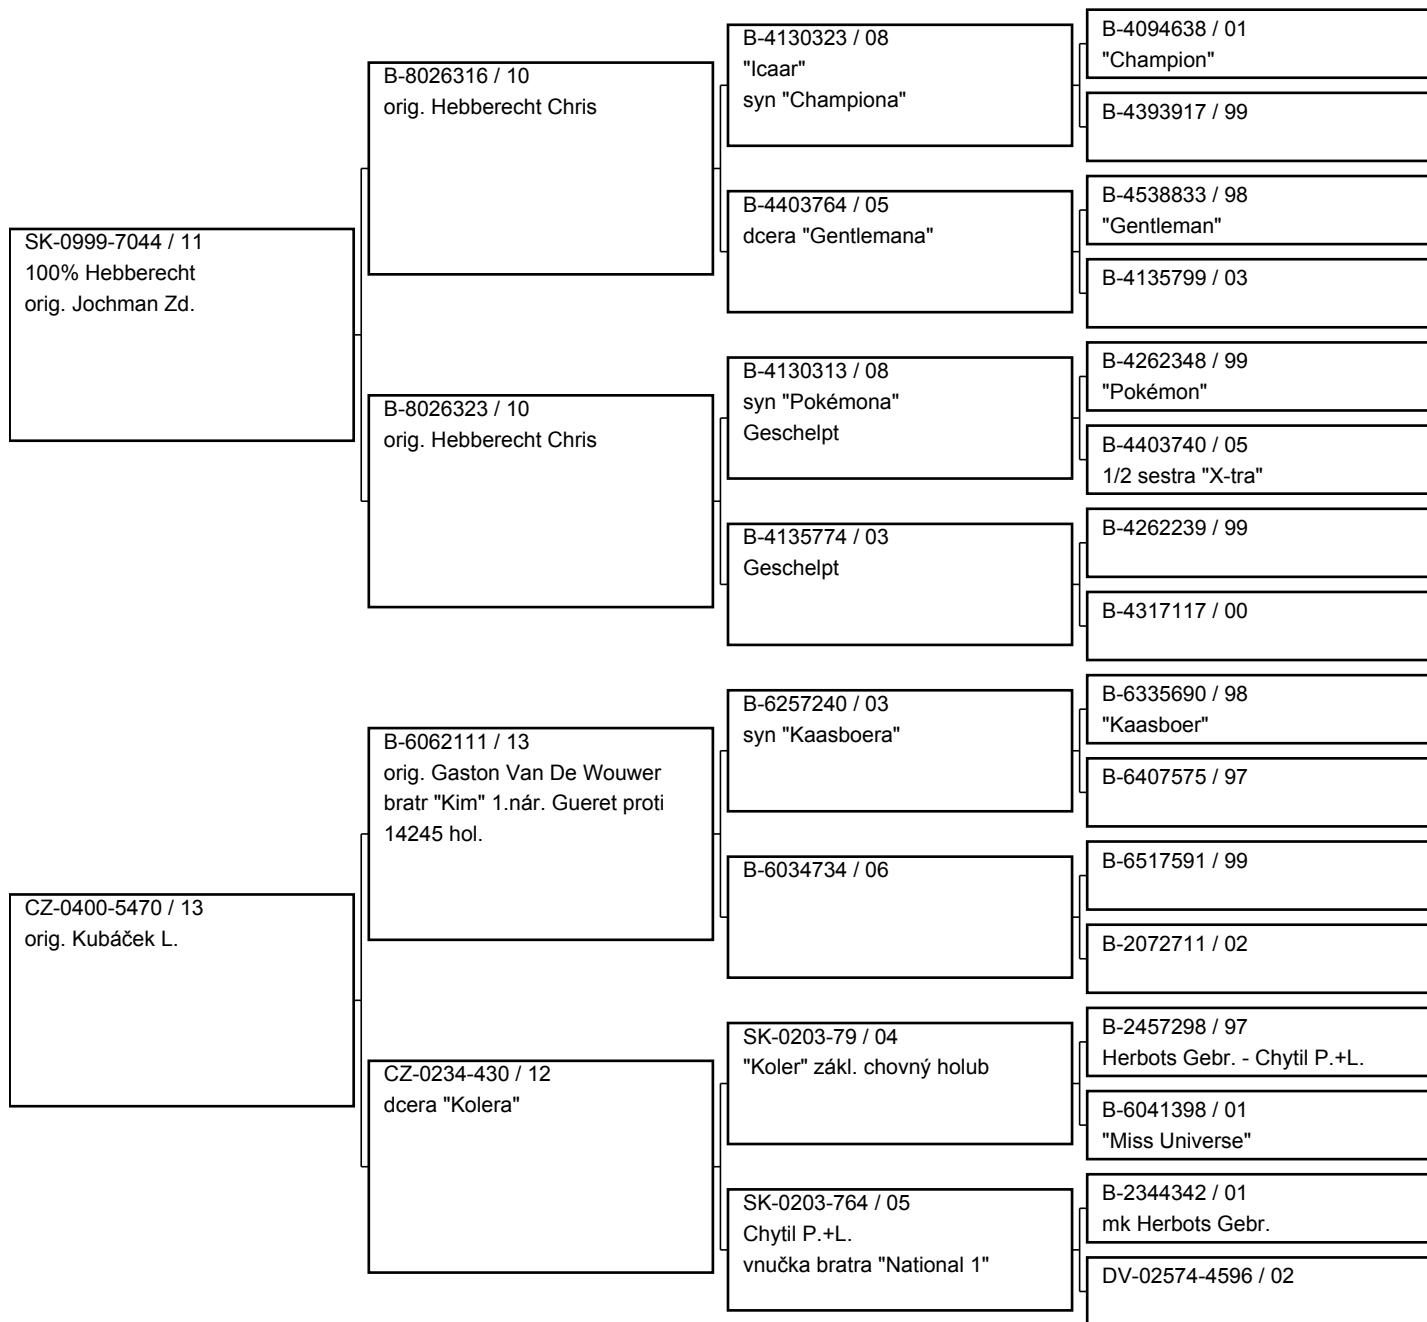 SK-0999-7044 / 11
100% Hebberecht
orig. Jochman Zd.
CZ-0400-5470 / 13
orig. Kubáček L.
B-8026316 / 10
orig. Hebberecht Chris
B-8026323 / 10
orig. Hebberecht Chris
B-6062111 / 13
orig. Gaston Van De Wouwer
bratr "Kim" 1.nár. Gueret proti
14245 hol.
CZ-0234-430 / 12
dcera "Kolera"
B-4130323 / 08
"Icaar"
syn "Championa"
B-4403764 / 05
dcera "Gentlemana"
B-4130313 / 08
syn "Pokémona"
Geschelpt
B-4135774 / 03
Geschelpt
B-6257240 / 03
syn "Kaasboera"
B-6034734 / 06
SK-0203-79 / 04
"Koler" zákl. chovný holub
SK-0203-764 / 05
Chytil P.+L.
vnučka bratra "National 1"
B-4094638 / 01
"Champion"
B-4393917 / 99
B-4538833 / 98
"Gentleman"
B-4135799 / 03
B-4262348 / 99
"Pokémon"
B-4403740 / 05
1/2 sestra "X-tra"
B-4262239 / 99
B-4317117 / 00
B-6335690 / 98
"Kaasboer"
B-6407575 / 97
B-6517591 / 99
B-2072711 / 02
B-2457298 / 97
Herbots Gebr. - Chytil P.+L.
B-6041398 / 01
"Miss Universe"
B-2344342 / 01
mk Herbots Gebr.
DV-02574-4596 / 02